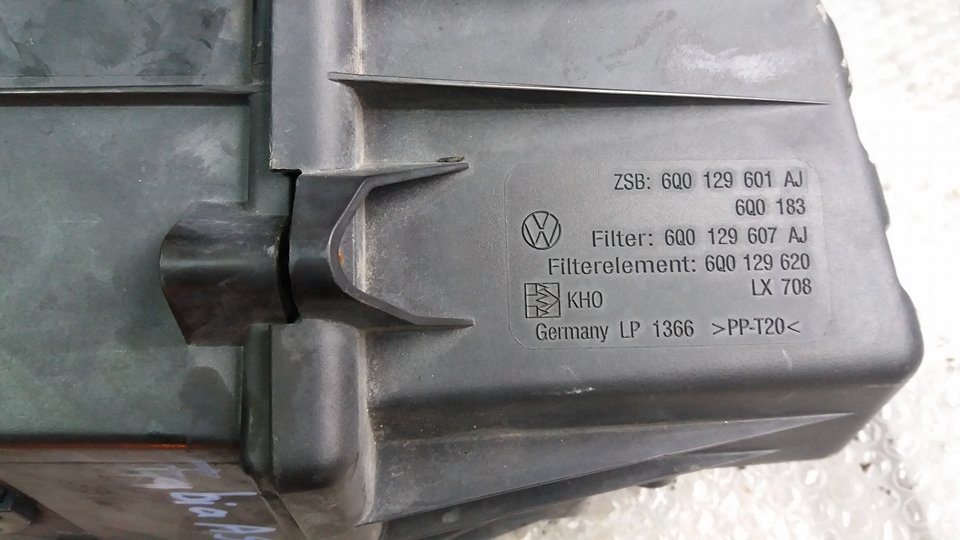 ZSB: 6Q0 129 601 AJ
6Q0 183
Filter: 6Q0 129 607 AJ
Filterelement: 6Q0 129 620
LX 708
KHO
Germany LP 1366 >PP-T20<